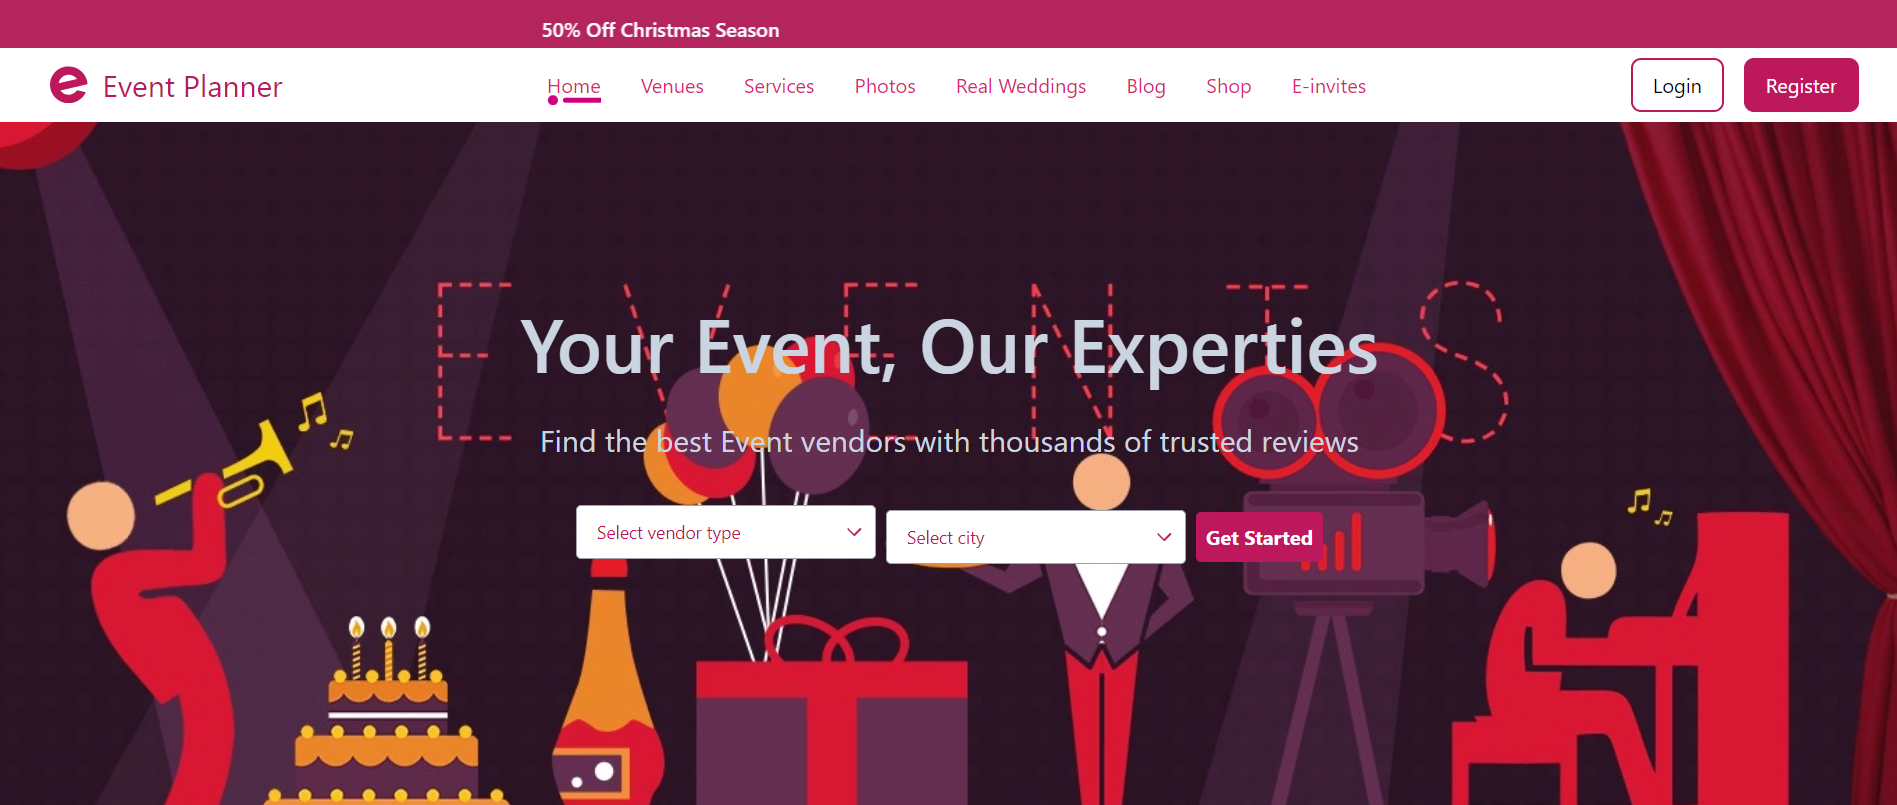 50% Off Christmas Season
Event Planner
Home Venues Services Photos Real Weddings Blog Shop E-invites
Login Register
EVENTS
Your Event, Our Experties
Find the best Event vendors with thousands of trusted reviews
Select vendor type
Select city
Get Started